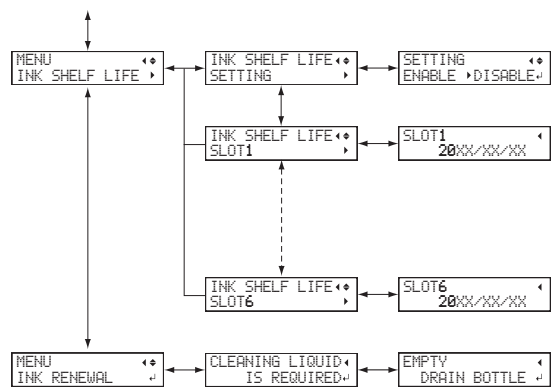 MENU
INK SHELF LIFE
INK SHELF LIFE
SETTING
SETTING
ENABLE DISABLE
INK SHELF LIFE
SLOT1
SLOT1
20XX/XX/XX
INK SHELF LIFE
SLOT6
SLOT6
20XX/XX/XX
MENU
INK RENEWAL
CLEANING LIQUID
IS REQUIRED
EMPTY
DRAIN BOTTLE